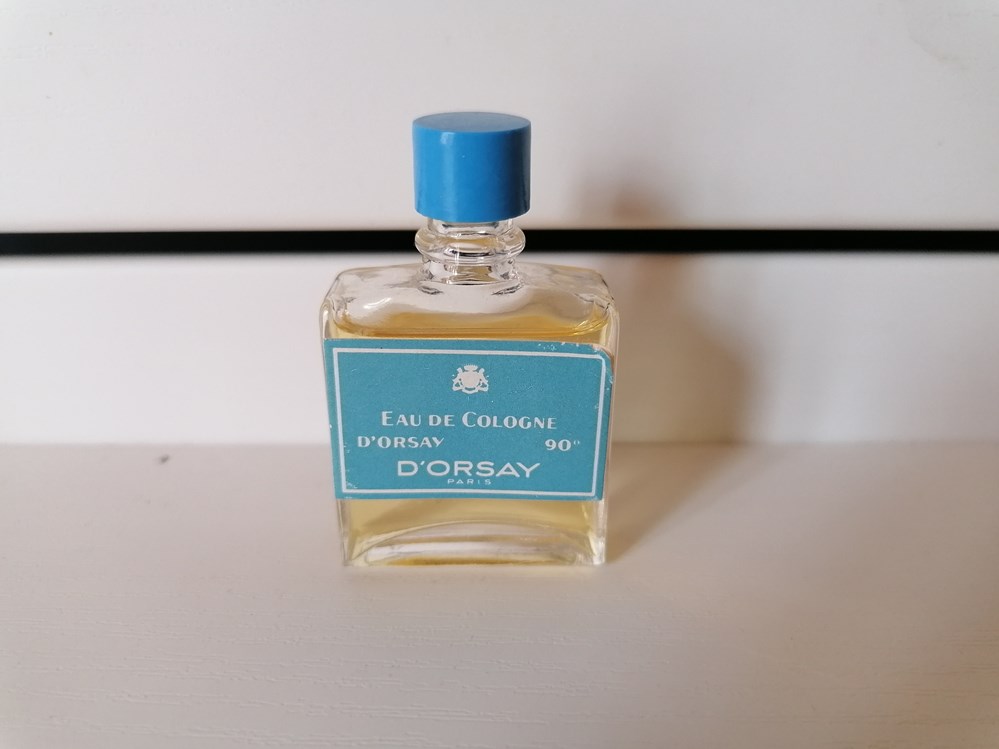 EAU DE COLOGNE
D'ORSAY 90°
D'ORSAY
PARIS